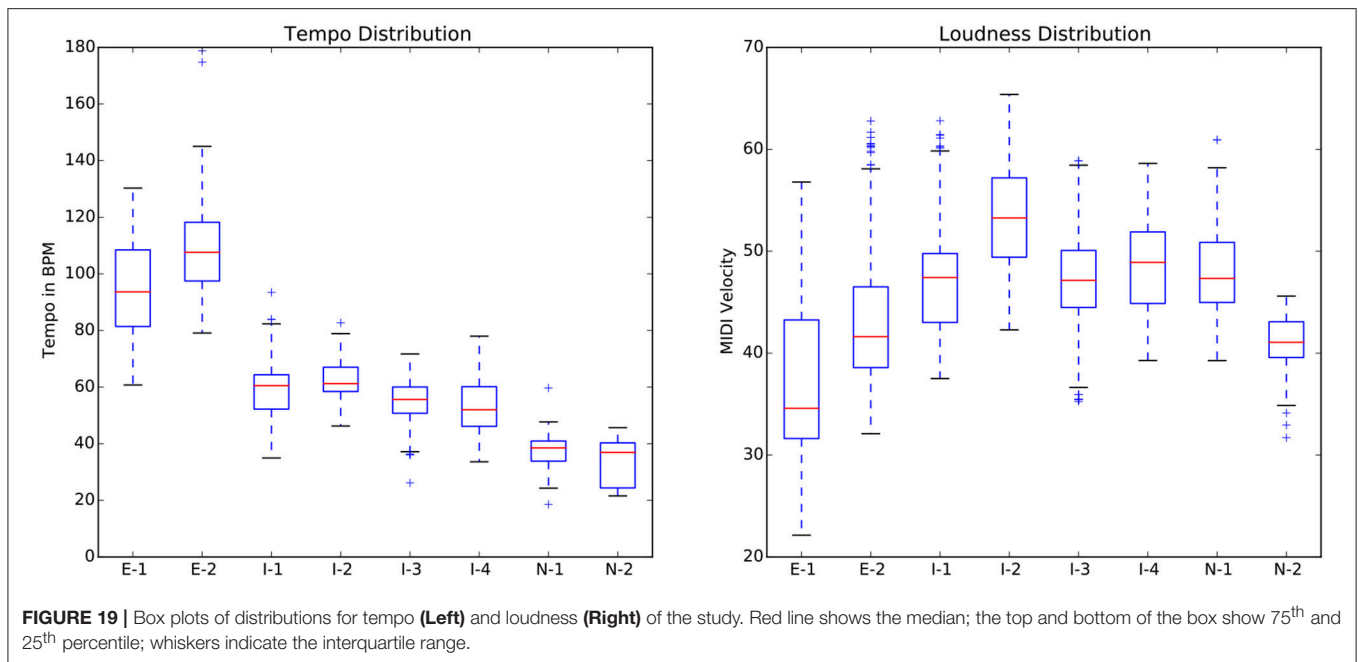 Tempo Distribution
Tempo in BPM
180
160
140
120
100
80
60
40
20
0
E-1 E-2 I-1 I-2 I-3 I-4 N-1 N-2
Loudness Distribution
MIDI Velocity
70
60
50
40
30
20
E-1 E-2 I-1 I-2 I-3 I-4 N-1 N-2
FIGURE 19 | Box plots of distributions for tempo (Left) and loudness (Right) of the study. Red line shows the median; the top and bottom of the box show 75th and
25th percentile; whiskers indicate the interquartile range.